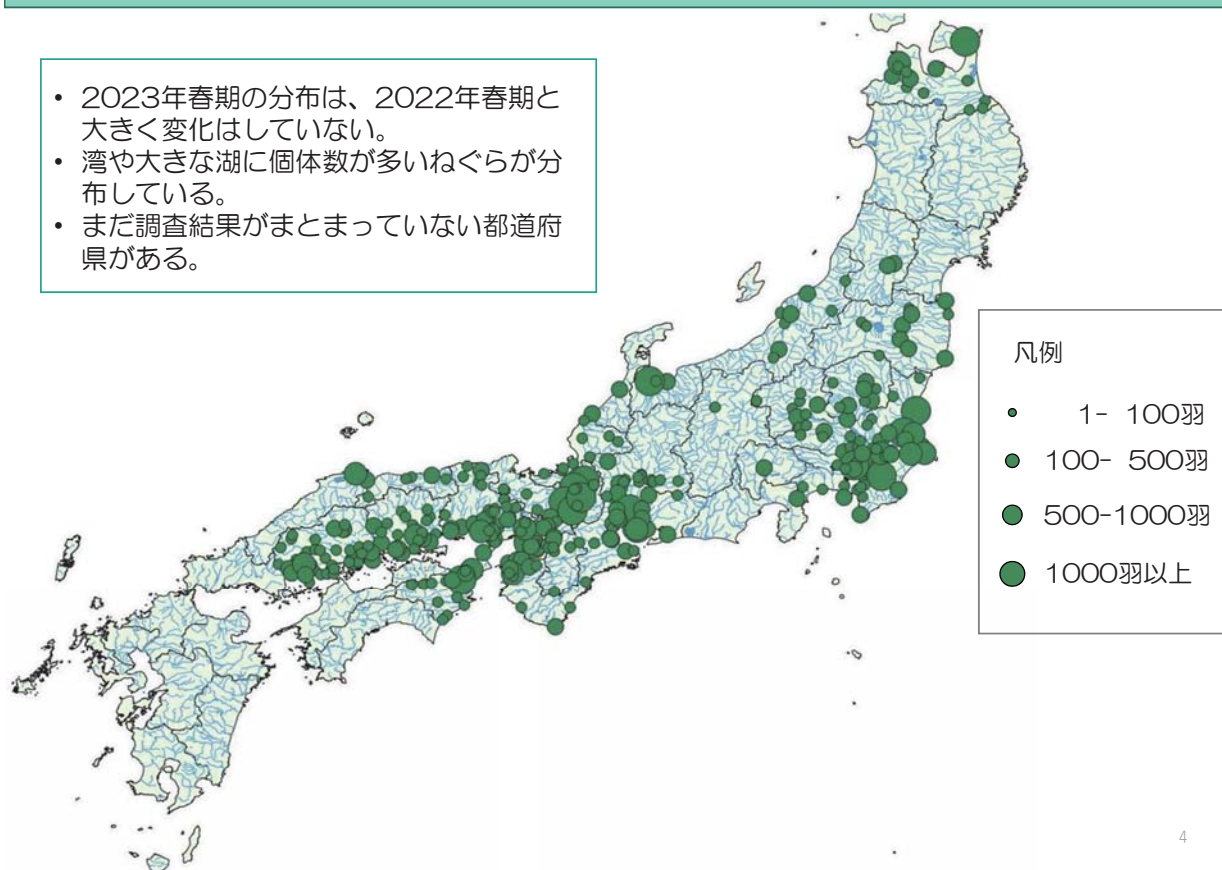 • 2023年春期の分布は、2022年春期と
大きく変化はしていない。
• 湾や大きな湖に個体数が多いねぐらが分
布している。
• まだ調査結果がまとまっていない都道府
県がある。
凡例
1- 100羽
100- 500羽
500-1000羽
1000羽以上
4